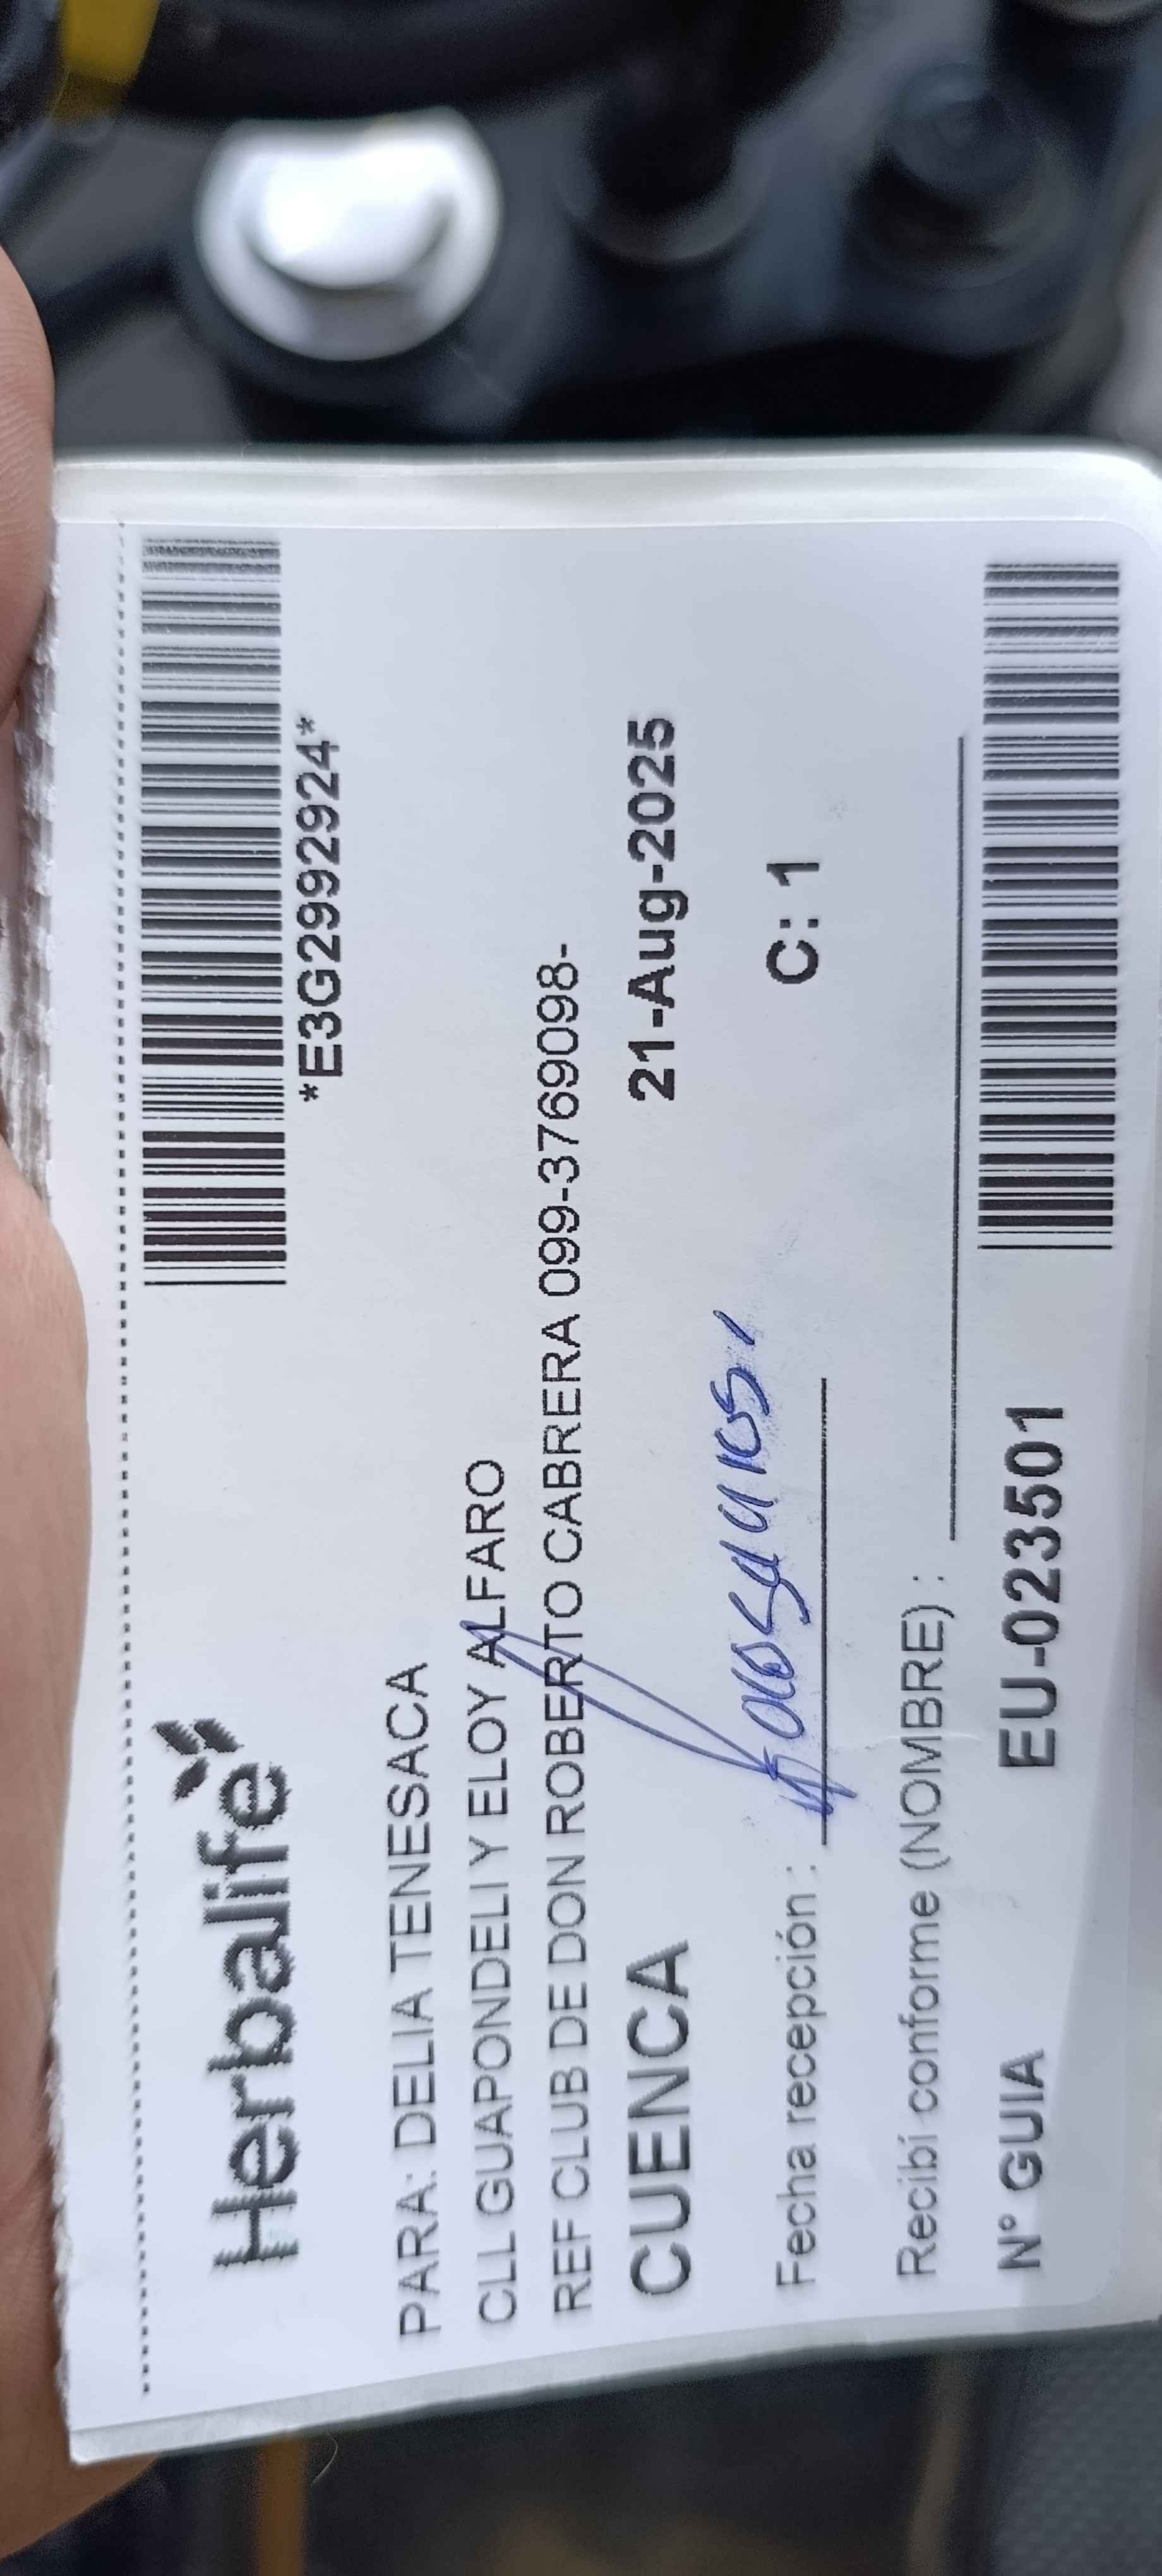 Herbalife
*E3G2992924*
PARA: DELIA TENESACA
CLL GUAPONDELI Y ELOY ALFARO
REF CLUB DE DON ROBERTO CABRERA 099-3769098-
CUENCA 21-Aug-2025
Fecha recepción : C: 1
Recibí conforme (NOMBRE) :
N° GUIA EU-023501